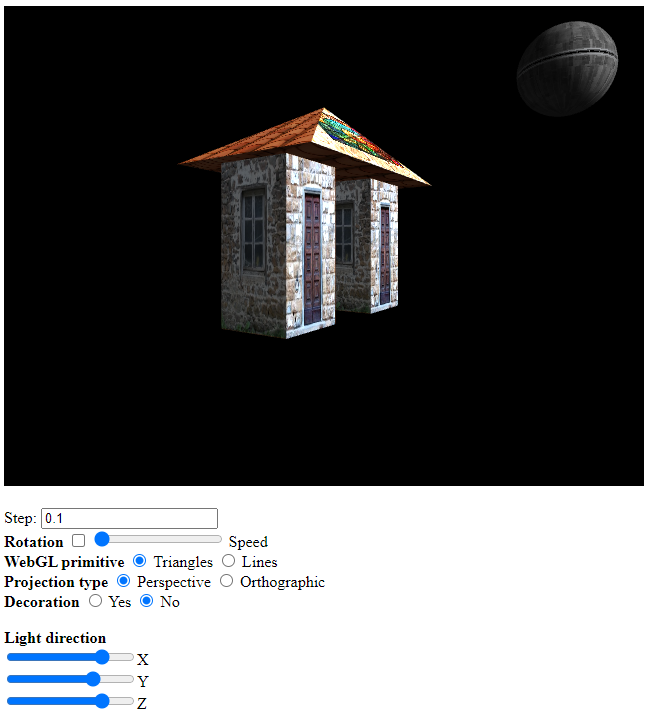 Step: 0.1
Rotation Speed
WebGL primitive Triangles Lines
Projection type Perspective Orthographic
Decoration Yes No
Light direction
X
Y
Z